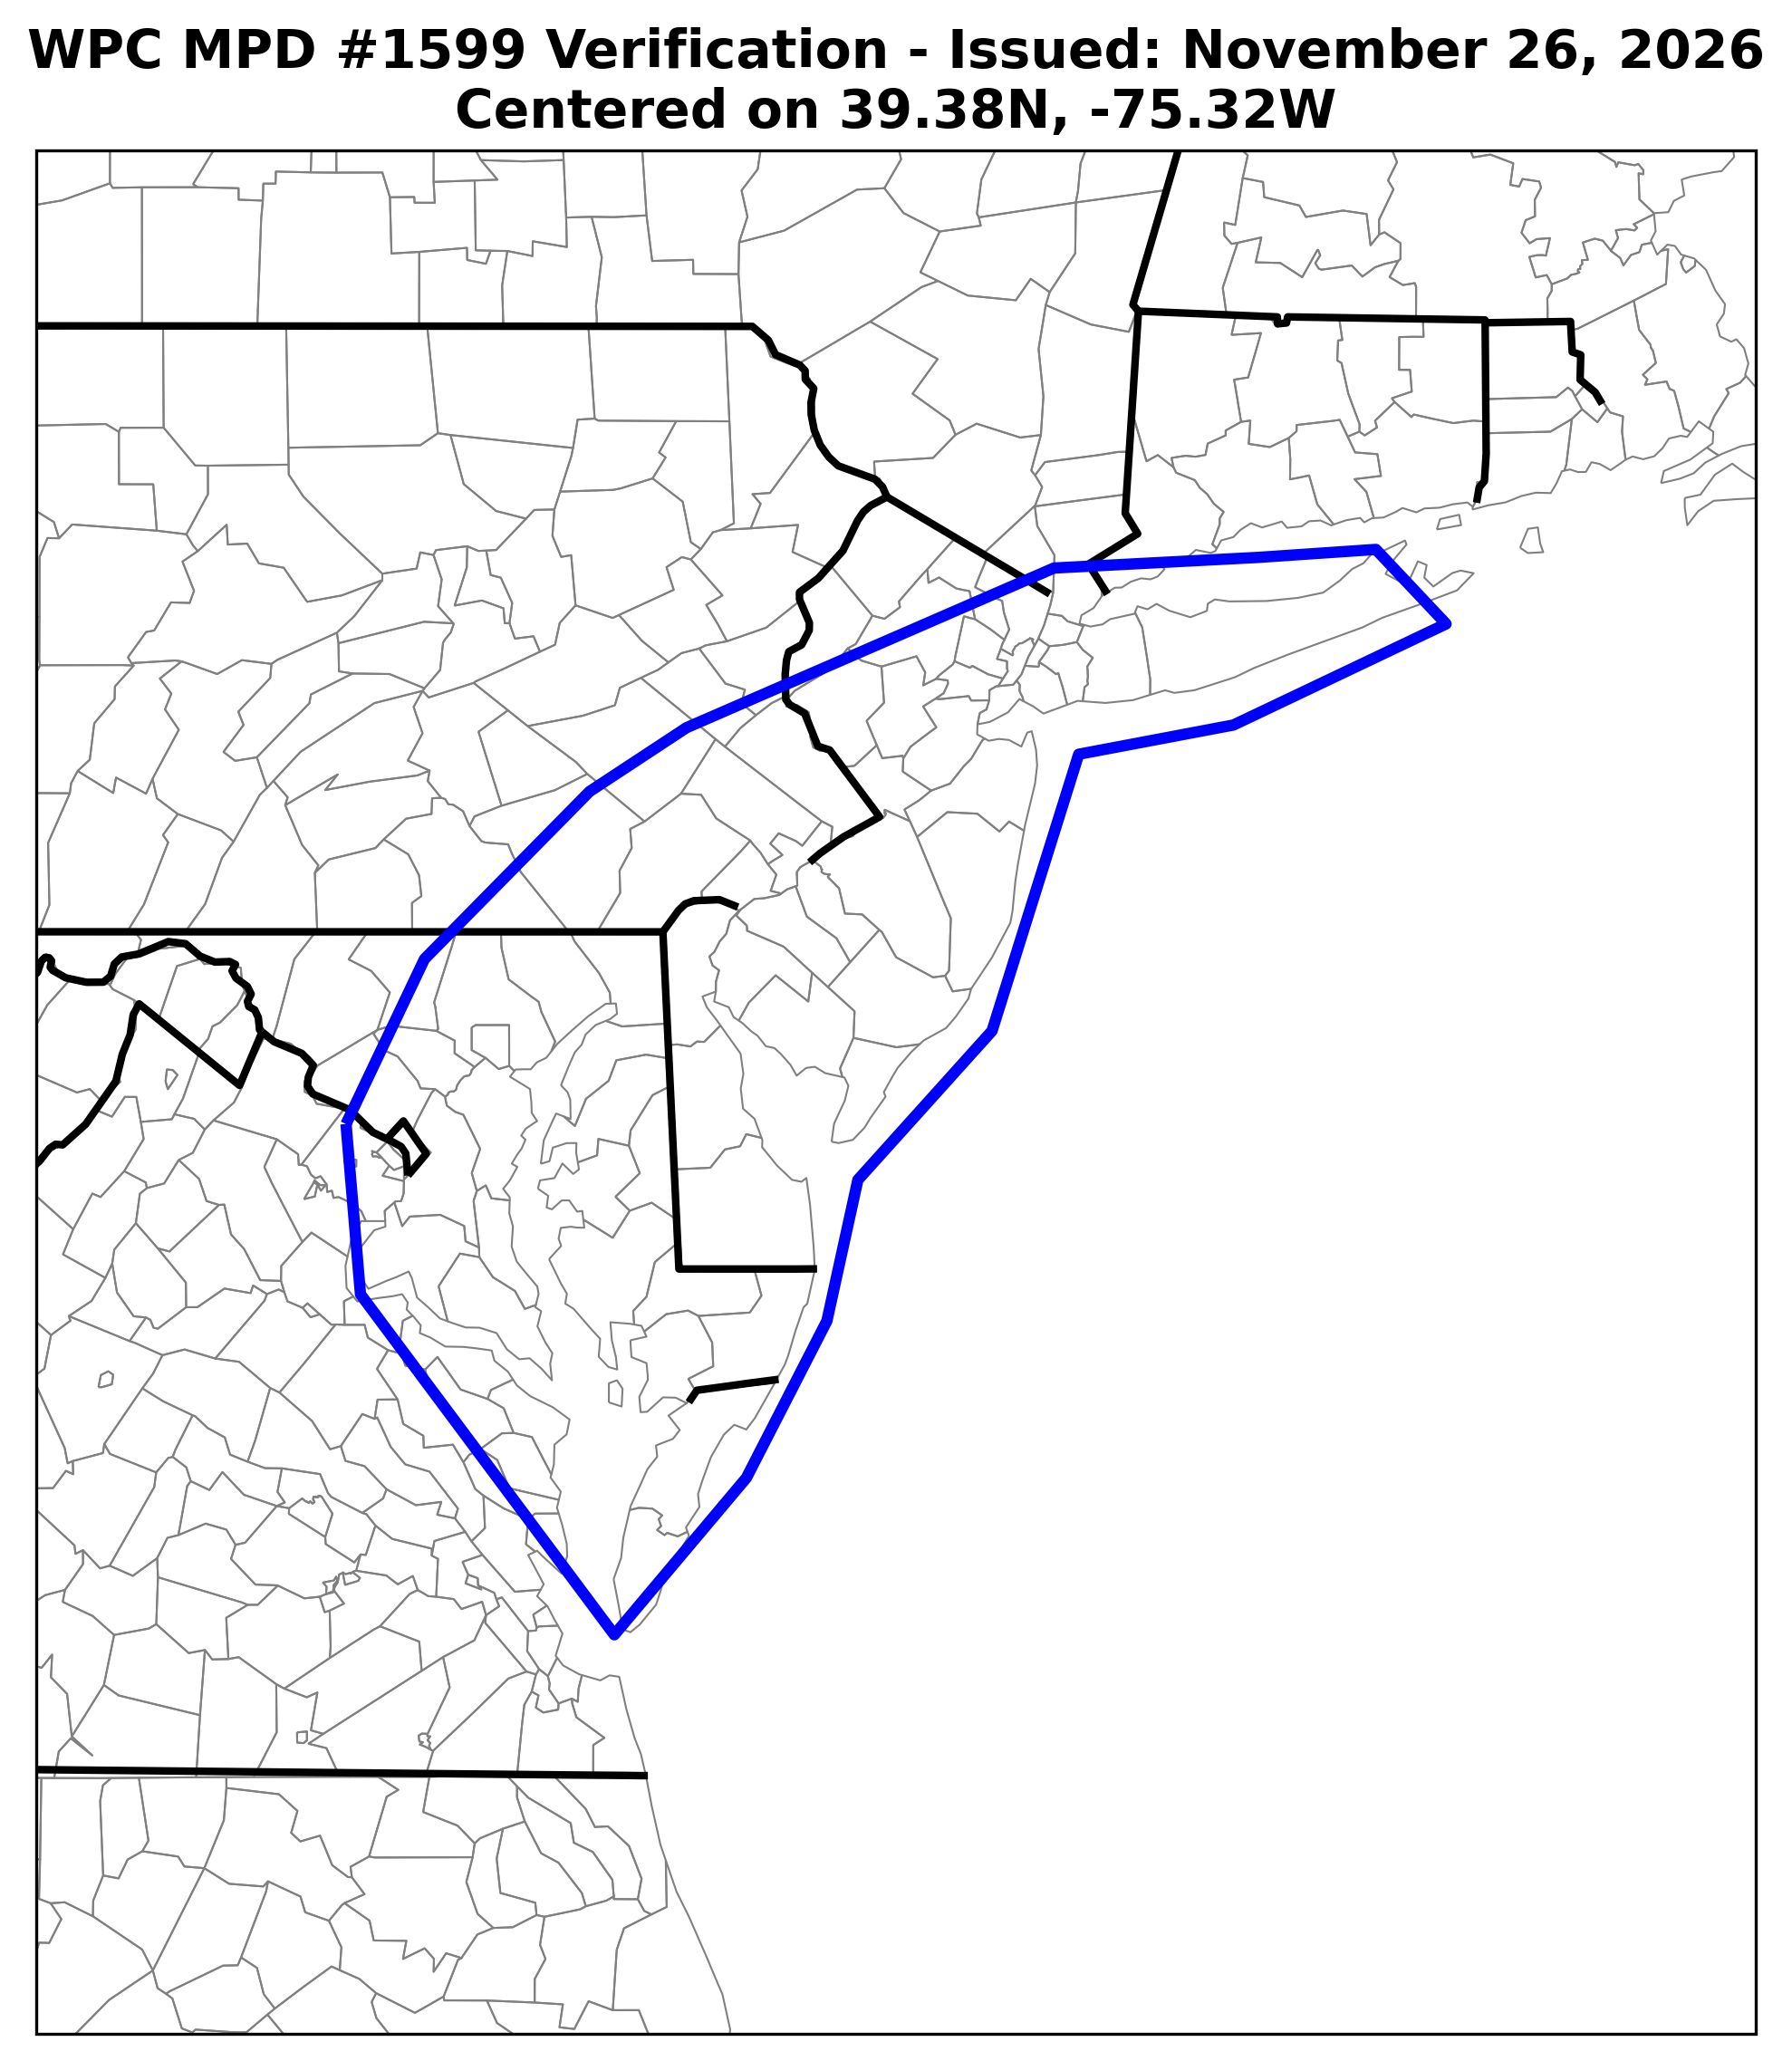 WPC MPD #1599 Verification - Issued: November 26, 2026
Centered on 39.38N, -75.32W